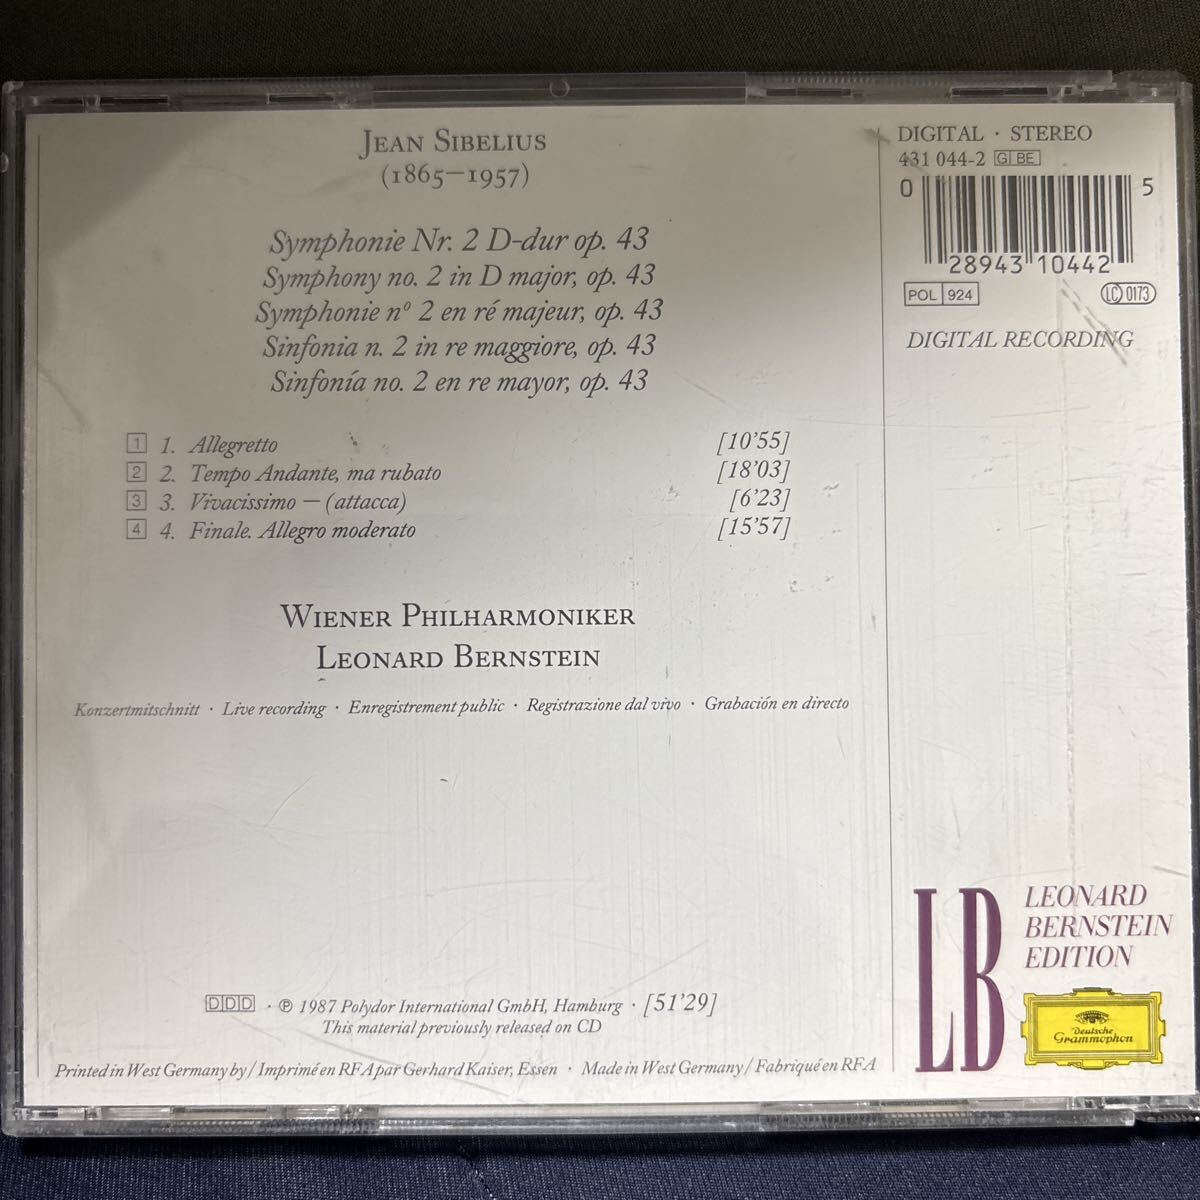 JEAN SIBELIUS
(1865–1957)
Symphonie Nr. 2 D-dur op. 43
Symphony no. 2 in D major, op. 43
Symphonie nº 2 en ré majeur, op. 43
Sinfonia n. 2 in re maggiore, op. 43
Sinfonía no. 2 en re mayor, op. 43
1 1. Allegretto [10'55]
2 2. Tempo Andante, ma rubato [18'03]
3 3. Vivacissimo – (attacca) [6'23]
4 4. Finale. Allegro moderato [15'57]
WIENER PHILHARMONIKER
LEONARD BERNSTEIN
Konzertmitschnitt · Live recording · Enregistrement public · Registrazione dal vivo · Grabación en directo
DDD · ℗ 1987 Polydor International GmbH, Hamburg · [51'29]
This material previously released on CD
Printed in West Germany by / Imprimé en RFA par Gerhard Kaiser, Essen · Made in West Germany / Fabriqué en RFA
DIGITAL · STEREO
431 044-2 G BE
0 28943 10442 5
POL 924 LC 0173
DIGITAL RECORDING
LB
LEONARD
BERNSTEIN
EDITION
Deutsche
Grammophon